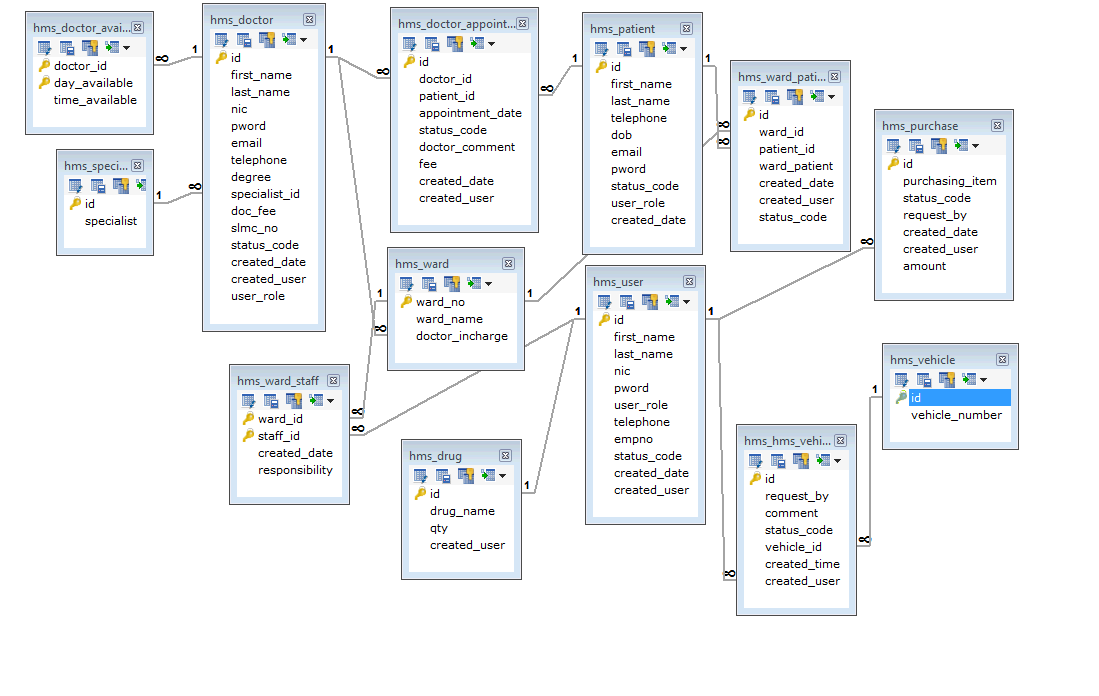 hms_doctor_avai...
doctor_id
day_available
time_available
hms_speci...
id
specialist
hms_doctor
id
first_name
last_name
nic
pword
email
telephone
degree
specialist_id
doc_fee
slmc_no
status_code
created_date
created_user
user_role
hms_doctor_appoint...
id
doctor_id
patient_id
appointment_date
status_code
doctor_comment
fee
created_date
created_user
hms_patient
id
first_name
last_name
telephone
dob
email
pword
status_code
user_role
created_date
hms_ward_pati...
id
ward_id
patient_id
ward_patient
created_date
created_user
status_code
hms_purchase
id
purchasing_item
status_code
request_by
created_date
created_user
amount
hms_ward
ward_no
ward_name
doctor_incharge
hms_user
id
first_name
last_name
nic
pword
user_role
telephone
empno
status_code
created_date
created_user
hms_ward_staff
ward_id
staff_id
created_date
responsibility
hms_drug
id
drug_name
qty
created_user
hms_vehicle
id
vehicle_number
hms_hms_vehi...
id
request_by
comment
status_code
vehicle_id
created_time
created_user
1
∞
1
∞
1
∞
1
∞
1
∞
∞
1
∞
1
∞
1
∞
1
1
∞
∞
1
∞